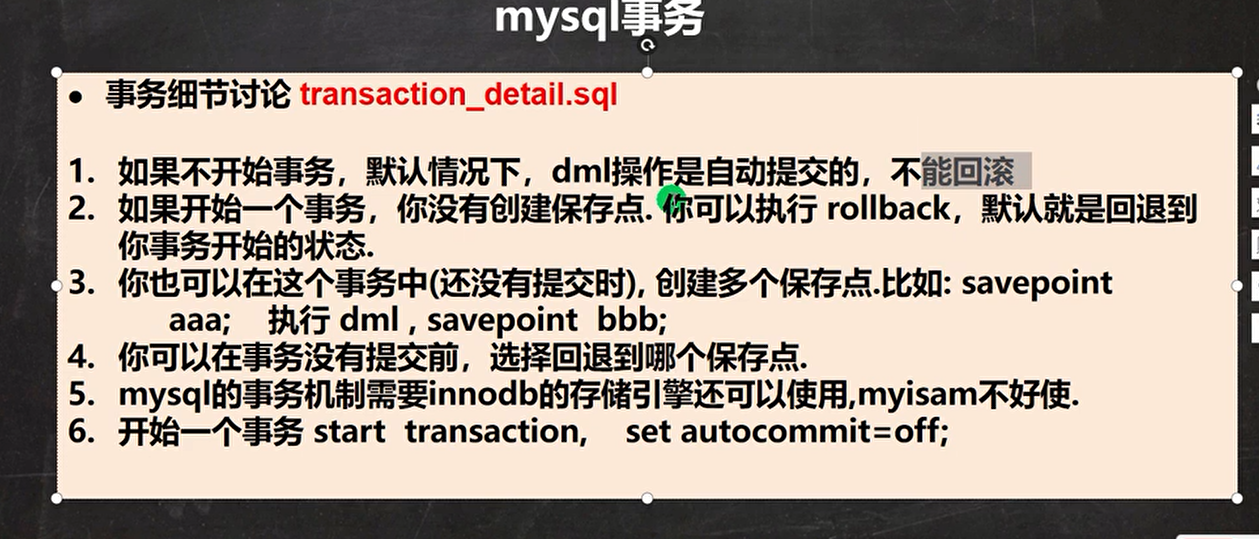 mysql事务
● 事务细节讨论 transaction_detail.sql
1. 如果不开始事务，默认情况下，dml操作是自动提交的，不能回滚
2. 如果开始一个事务，你没有创建保存点. 你可以执行 rollback，默认就是回退到
你事务开始的状态.
3. 你也可以在这个事务中(还没有提交时), 创建多个保存点.比如: savepoint
aaa; 执行 dml , savepoint bbb;
4. 你可以在事务没有提交前，选择回退到哪个保存点.
5. mysql的事务机制需要innodb的存储引擎还可以使用,myisam不好使.
6. 开始一个事务 start transaction, set autocommit=off;